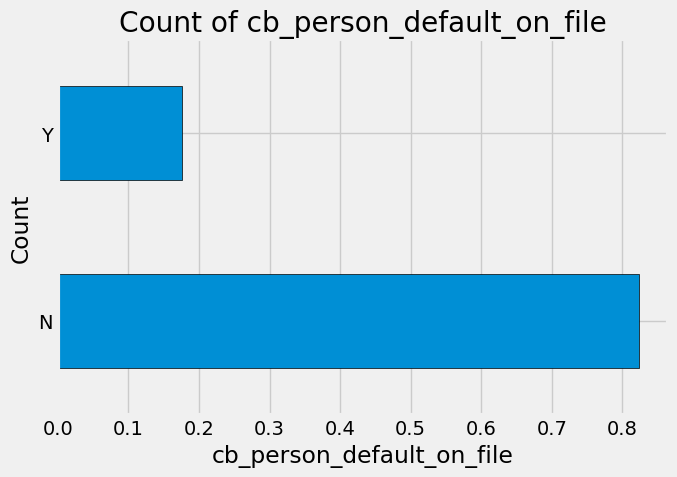 Count of cb_person_default_on_file
Y
Count
N
0.0 0.1 0.2 0.3 0.4 0.5 0.6 0.7 0.8
cb_person_default_on_file